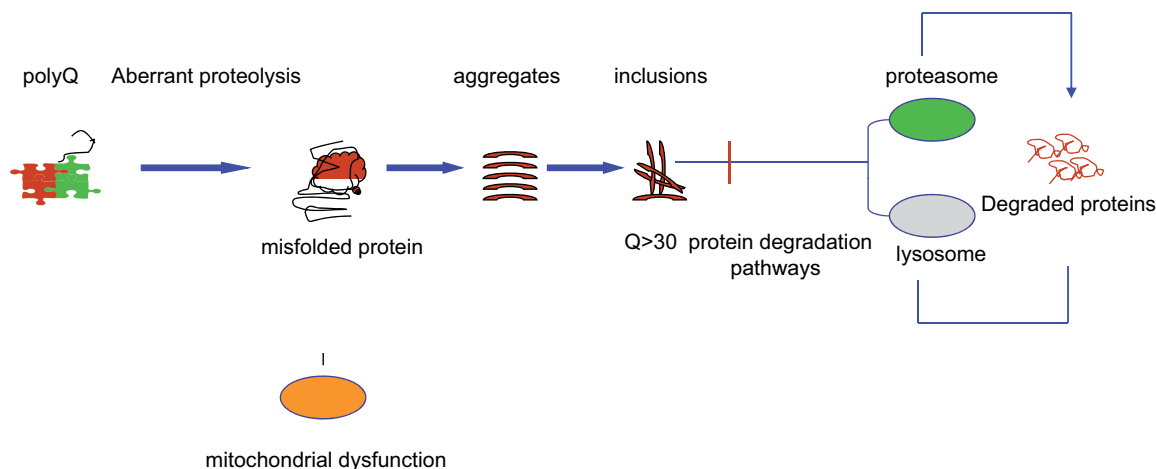 polyQ
Aberrant proteolysis
aggregates
inclusions
proteasome
misfolded protein
Q>30 protein degradation
pathways
lysosome
Degraded proteins
mitochondrial dysfunction